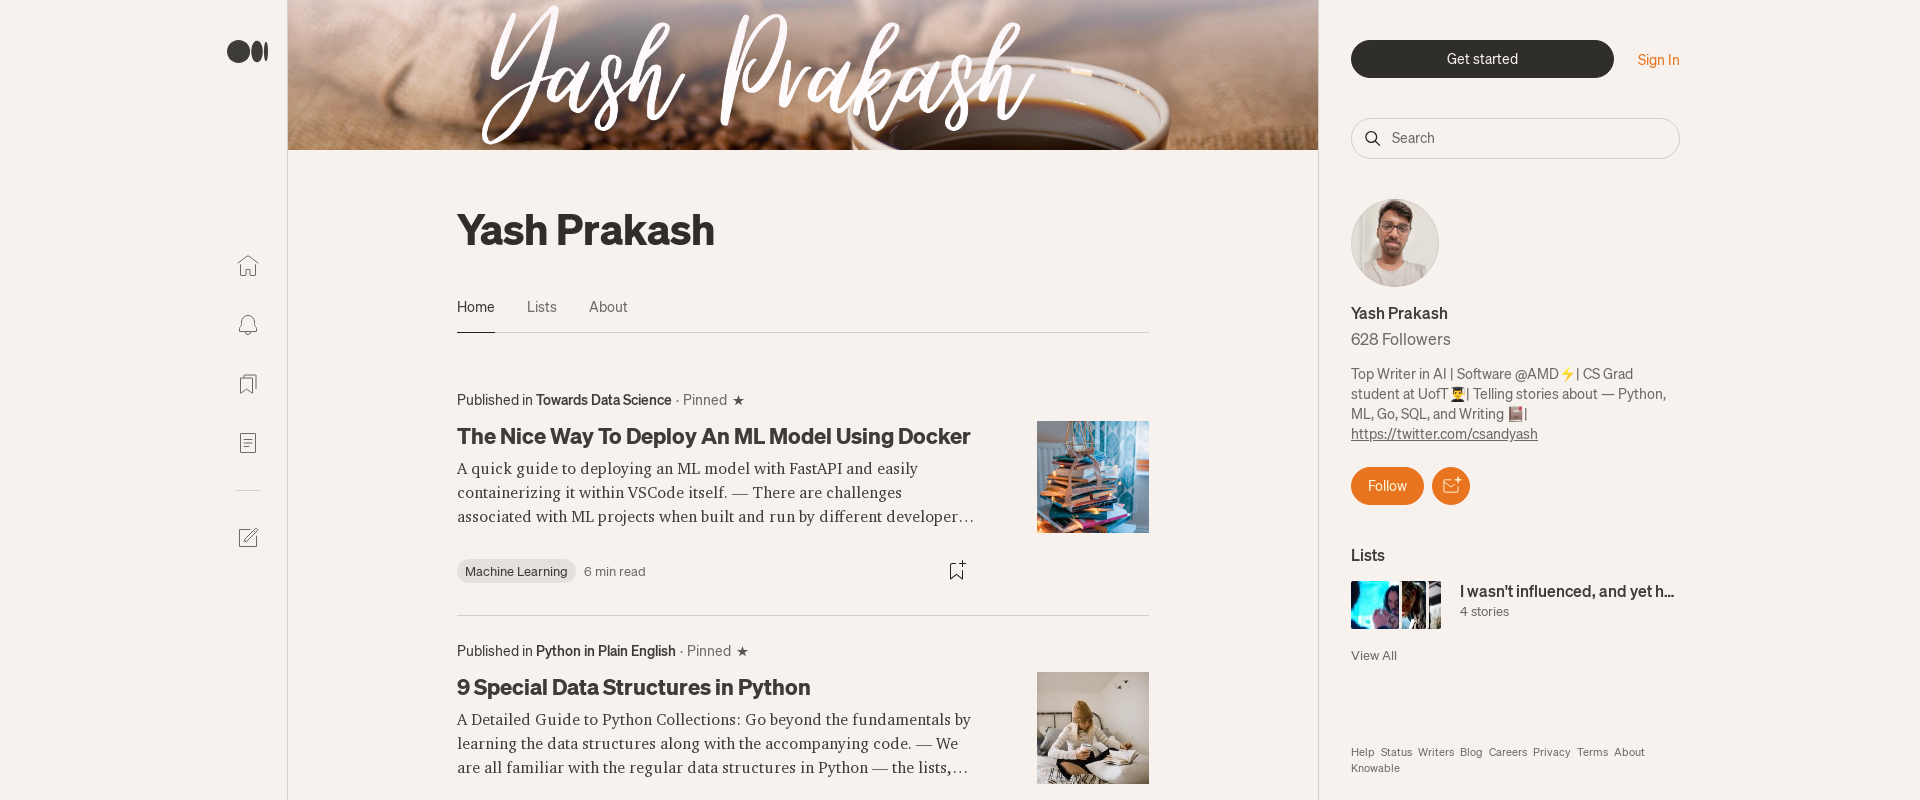 Yash Prakash
Yash Prakash
Home
Lists
About
Published in Towards Data Science · Pinned ★
The Nice Way To Deploy An ML Model Using Docker
A quick guide to deploying an ML model with FastAPI and easily
containerizing it within VSCode itself. — There are challenges
associated with ML projects when built and run by different developer…
Machine Learning
6 min read
Published in Python in Plain English · Pinned ★
9 Special Data Structures in Python
A Detailed Guide to Python Collections: Go beyond the fundamentals by
learning the data structures along with the accompanying code. — We
are all familiar with the regular data structures in Python — the lists,…
Get started
Sign In
Search
Yash Prakash
628 Followers
Top Writer in AI | Software @AMD⚡| CS Grad
student at UofT👨‍🎓| Telling stories about — Python,
ML, Go, SQL, and Writing 📔|
https://twitter.com/csandyash
Follow
Lists
I wasn't influenced, and yet h...
4 stories
View All
Help Status Writers Blog Careers Privacy Terms About
Knowable